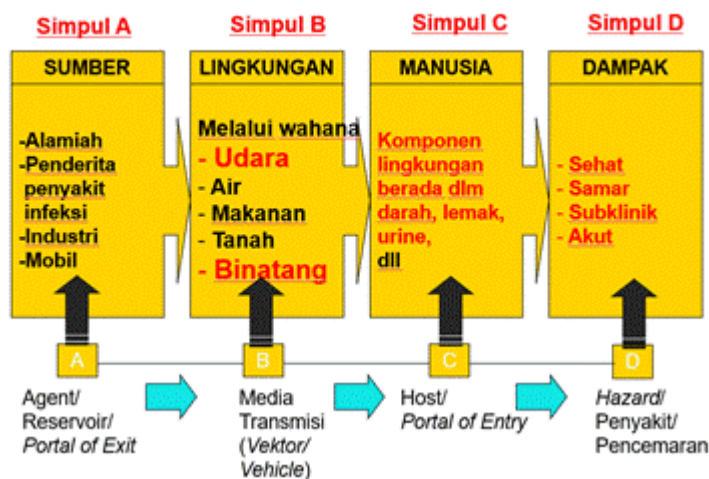 Simpul A
Simpul B
Simpul C
Simpul D
SUMBER
-Alamiah
-Penderita
penyakit
infeksi
-Industri
-Mobil
LINGKUNGAN
Melalui wahana
- Udara
- Air
- Makanan
- Tanah
- Binatang
MANUSIA
Komponen
lingkungan
berada dlm
darah, lemak,
urine,
dll
DAMPAK
- Sehat
- Samar
- Subklinik
- Akut
A
B
C
D
Agent/
Reservoir/
Portal of Exit
Media
Transmisi
(Vektor/
Vehicle)
Host/
Portal of Entry
Hazard/
Penyakit/
Pencemaran